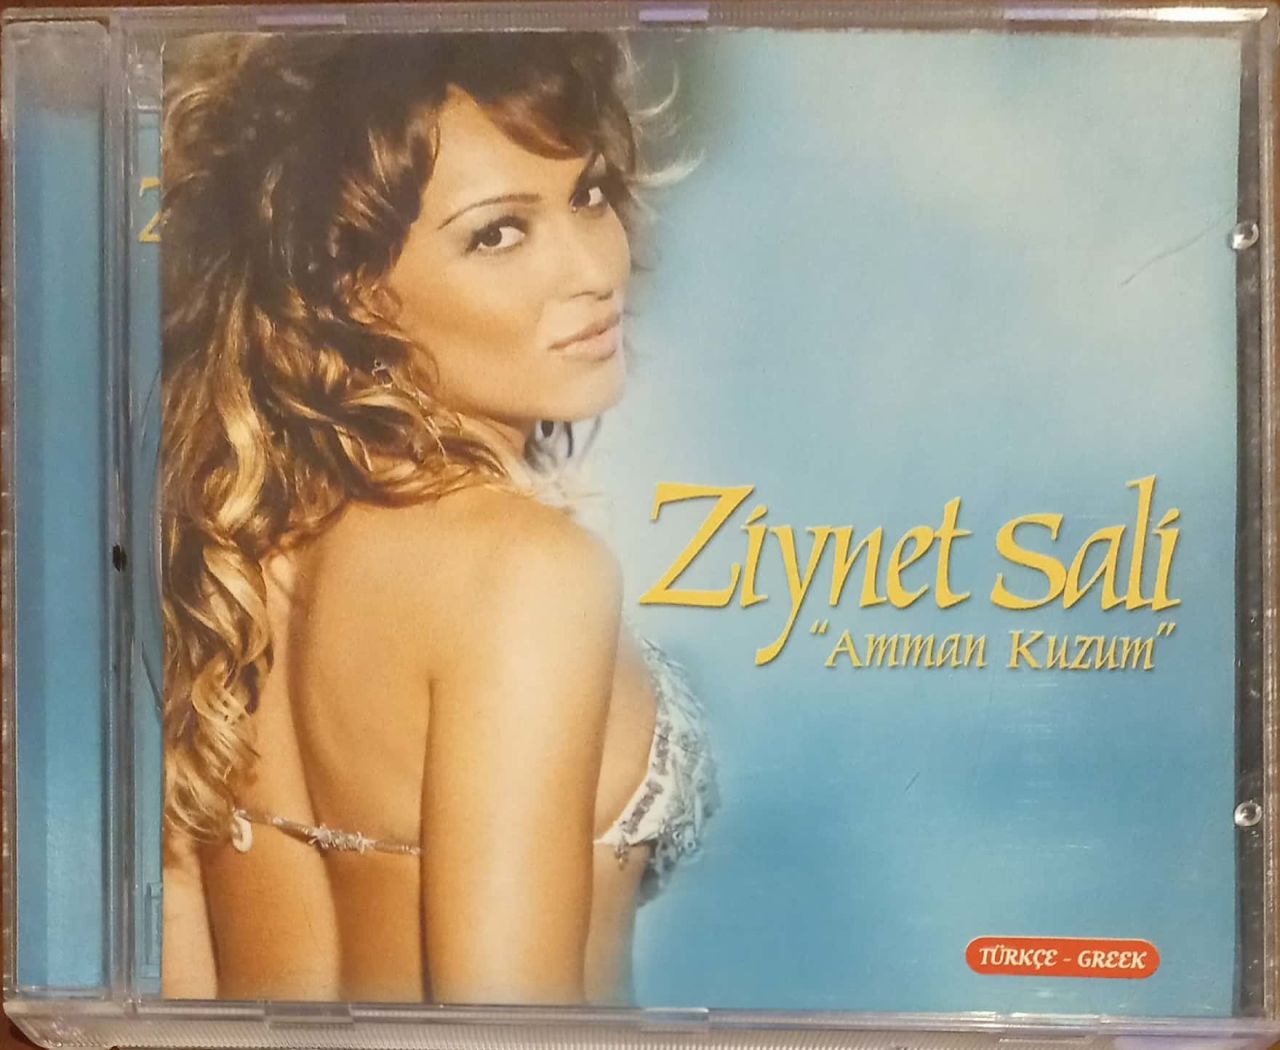 Ziynet Sali
"Amman Kuzum"
TÜRKÇE - GREEK